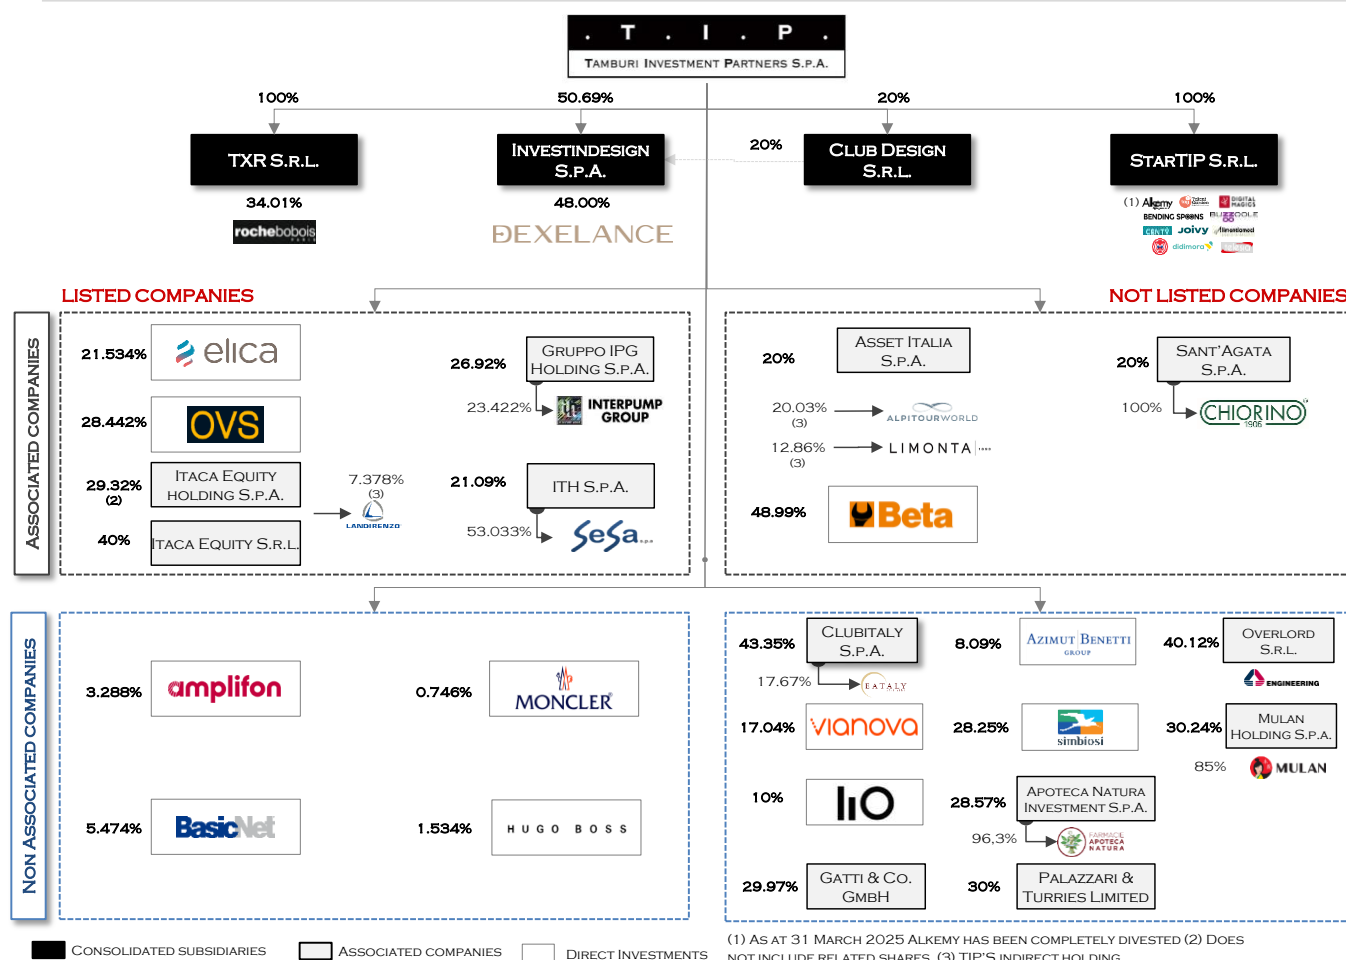 . T . I . P .
TAMBURI INVESTMENT PARTNERS S.P.A.
100%
50.69%
20%
100%
TXR S.R.L.
INVESTINDESIGN
S.P.A.
20%
CLUB DESIGN
S.R.L.
STARTIP S.R.L.
34.01%
rochebobois
PARIS
48.00%
DEXELANCE
(1) Alkemy
Talent Garden
DIGITAL
MAGICS
BENDING SPOONS
BUZZOOLE
CENTY
JOIVY
didimora
LISTED COMPANIES
NOT LISTED COMPANIES
ASSOCIATED COMPANIES
21.534%
elica
28.442%
OVS
29.32%
(2)
ITACA EQUITY
HOLDING S.P.A.
40%
ITACA EQUITY S.R.L.
7.378%
(3)
LANDIRENZO
26.92%
GRUPPO IPG
HOLDING S.P.A.
23.422%
INTERPUMP
GROUP
21.09%
ITH S.P.A.
53.033%
SeSa S.p.A.
20%
ASSET ITALIA
S.P.A.
20.03%
(3)
ALPITOURWORLD
12.86%
(3)
LIMONTA
48.99%
Beta
20%
SANT'AGATA
S.P.A.
100%
CHIORINO
1906
NON ASSOCIATED COMPANIES
3.288%
amplifon
0.746%
MONCLER
5.474%
BasicNet
1.534%
HUGO BOSS
43.35%
CLUBITALY
S.P.A.
17.67%
EATALY
8.09%
AZIMUT|BENETTI
GROUP
40.12%
OVERLORD
S.R.L.
ENGINEERING
17.04%
vianova
28.25%
simbiosi
30.24%
MULAN
HOLDING S.P.A.
85%
MULAN
10%
lio
28.57%
APOTECA NATURA
INVESTMENT S.P.A.
96,3%
FARMACIE
APOTECA
NATURA
29.97%
GATTI & CO.
GMBH
30%
PALAZZARI &
TURRIES LIMITED
CONSOLIDATED SUBSIDIARIES
ASSOCIATED COMPANIES
DIRECT INVESTMENTS
(1) AS AT 31 MARCH 2025 ALKEMY HAS BEEN COMPLETELY DIVESTED (2) DOES
NOT INCLUDE RELATED SHARES (3) TIP'S INDIRECT HOLDING